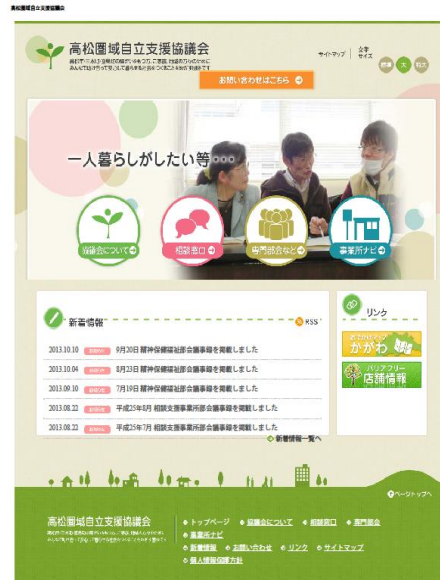 高松圏域自立支援協議会
高松圏域自立支援協議会
サイトマップ
文字
サイズ
標準
大
特大
お問い合わせはこちら
一人暮らしがしたい等・・・
協議会について
相談窓口
専門部会など
事業所ナビ
新着情報
RSS
2013.10.10 9月20日 精神保健福祉部会議事録を掲載しました
2013.10.04 8月23日 精神保健福祉部会議事録を掲載しました
2013.09.10 7月19日 精神保健福祉部会議事録を掲載しました
2013.08.22 平成25年8月 相談支援事業所部会議事録を掲載しました
2013.08.22 平成25年7月 相談支援事業所部会議事録を掲載しました
新着情報一覧へ
リンク
かがわ
バリアフリー
店舗情報
ページトップへ
高松圏域自立支援協議会
トップページ 協議会について 相談窓口 専門部会
事業所ナビ
新着情報 お問い合わせ リンク サイトマップ
個人情報保護方針